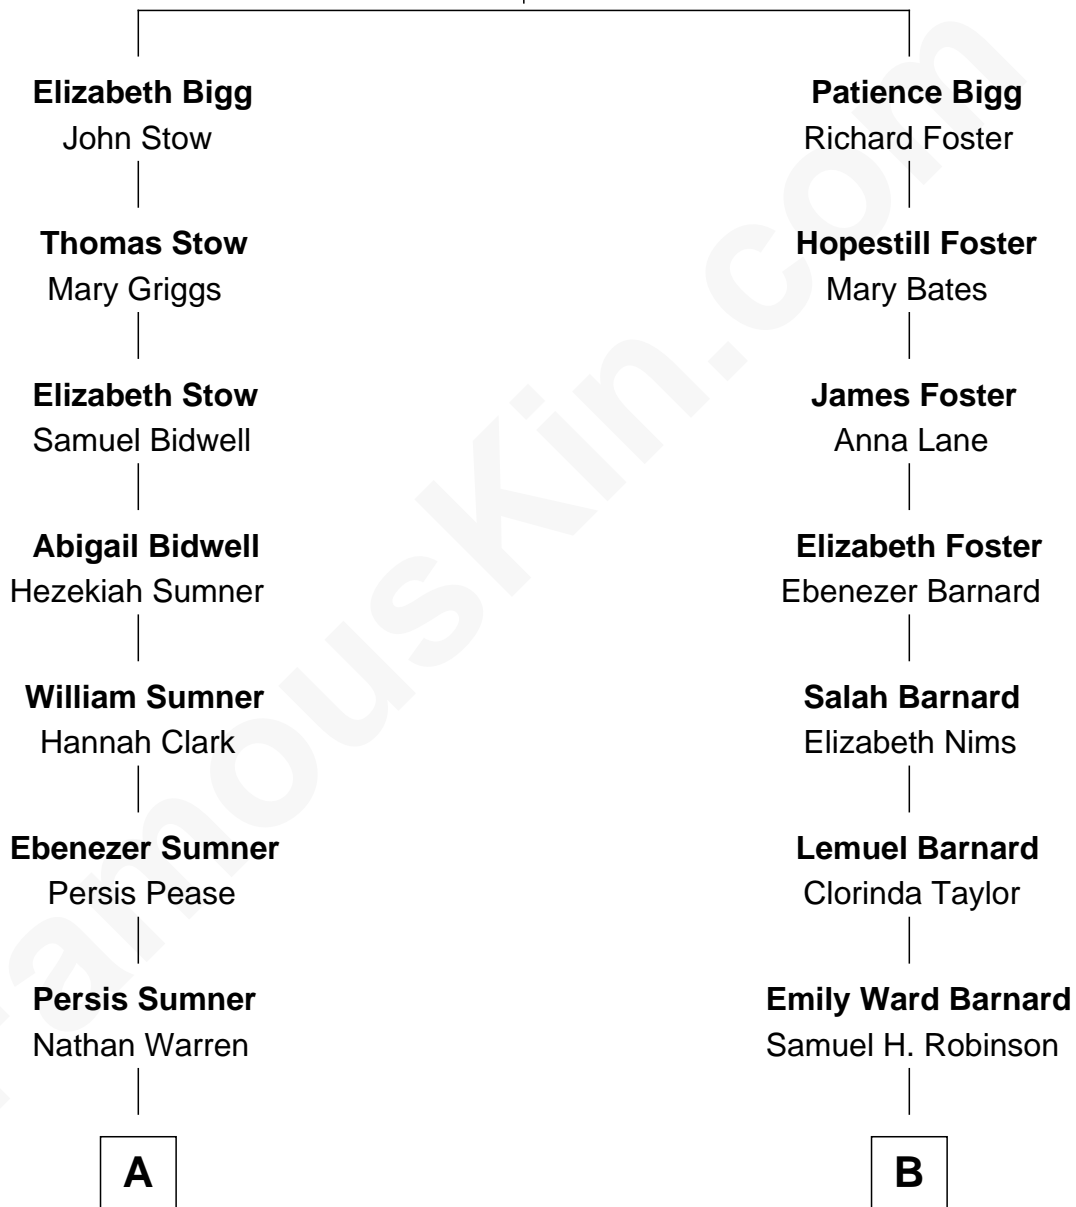 Elizabeth Bigg
John Stow
Thomas Stow
Mary Griggs
Elizabeth Stow
Samuel Bidwell
Abigail Bidwell
Hezekiah Sumner
William Sumner
Hannah Clark
Ebenezer Sumner
Persis Pease
Persis Sumner
Nathan Warren
A
Patience Bigg
Richard Foster
Hopestill Foster
Mary Bates
James Foster
Anna Lane
Elizabeth Foster
Ebenezer Barnard
Salah Barnard
Elizabeth Nims
Lemuel Barnard
Clorinda Taylor
Emily Ward Barnard
Samuel H. Robinson
B
FamousKin.com